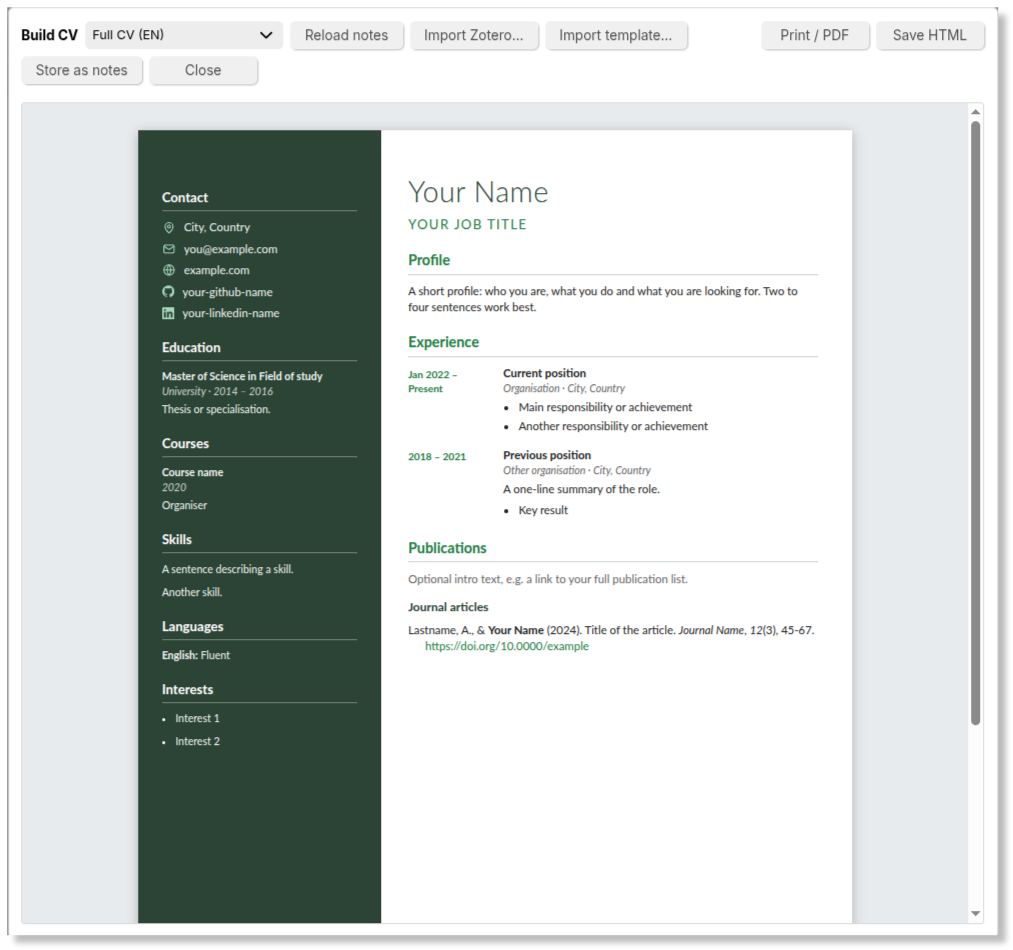 Build CV
Full CV (EN)
Reload notes
Import Zotero...
Import template...
Print / PDF
Save HTML
Store as notes
Close
Contact
City, Country
you@example.com
example.com
your-github-name
your-linkedin-name
Education
Master of Science in Field of study
University · 2014 – 2016
Thesis or specialisation.
Courses
Course name
2020
Organiser
Skills
A sentence describing a skill.
Another skill.
Languages
English: Fluent
Interests
• Interest 1
• Interest 2
Your Name
YOUR JOB TITLE
Profile
A short profile: who you are, what you do and what you are looking for. Two to
four sentences work best.
Experience
Jan 2022 –
Present
Current position
Organisation · City, Country
• Main responsibility or achievement
• Another responsibility or achievement
2018 – 2021
Previous position
Other organisation · City, Country
A one-line summary of the role.
• Key result
Publications
Optional intro text, e.g. a link to your full publication list.
Journal articles
Lastname, A., & Your Name (2024). Title of the article. Journal Name, 12(3), 45-67.
https://doi.org/10.0000/example